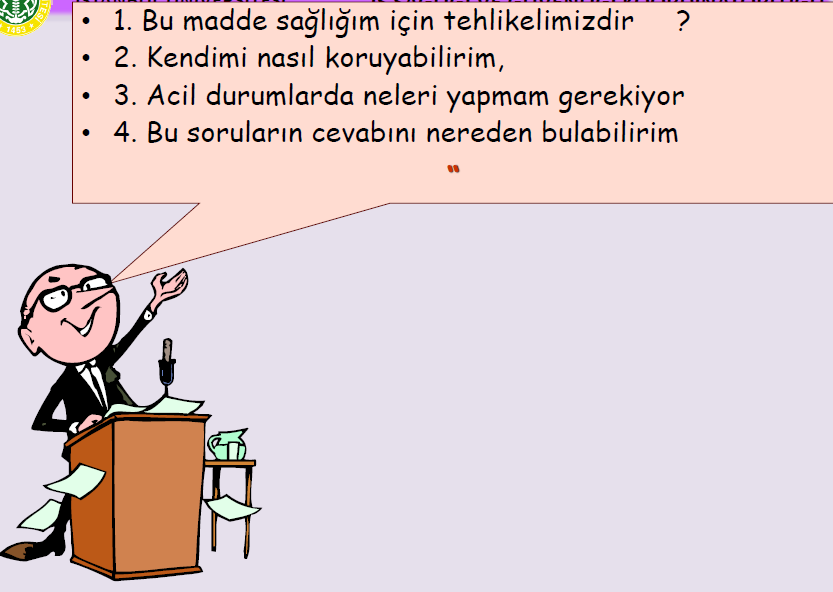 • 1. Bu madde sağlığım için tehlikelimizdir ?
• 2. Kendimi nasıl koruyabilirim,
• 3. Acil durumlarda neleri yapmam gerekiyor
• 4. Bu soruların cevabını nereden bulabilirim
"
1453